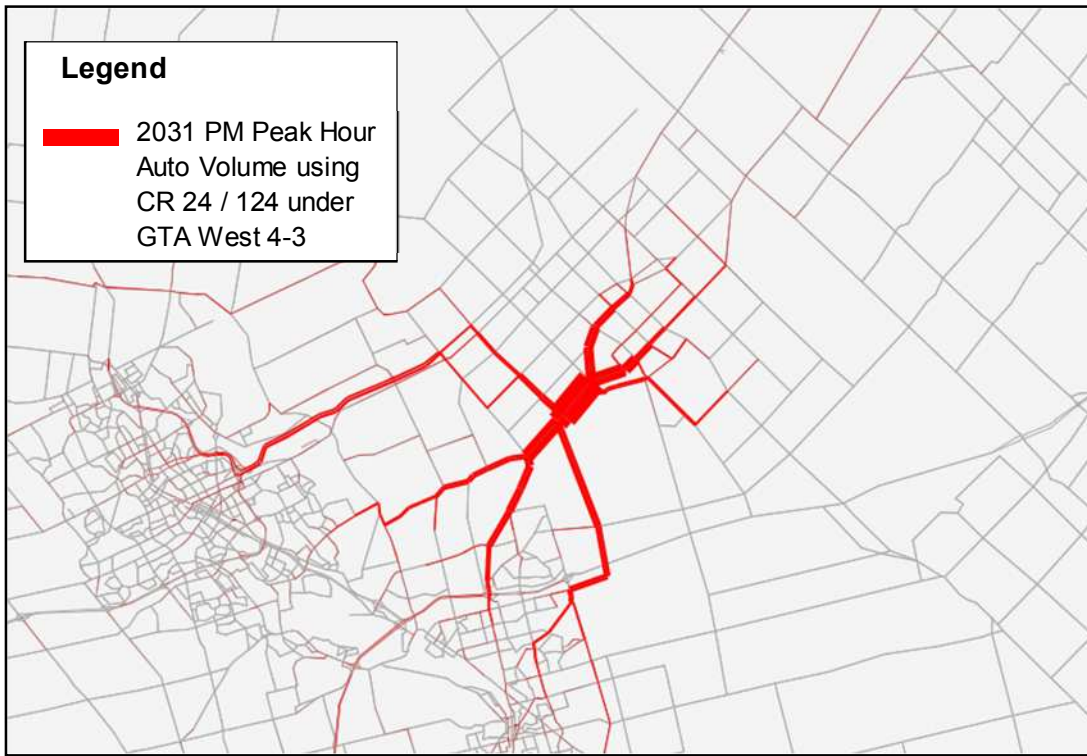 Legend
2031 PM Peak Hour
Auto Volume using
CR 24 / 124 under
GTA West 4-3